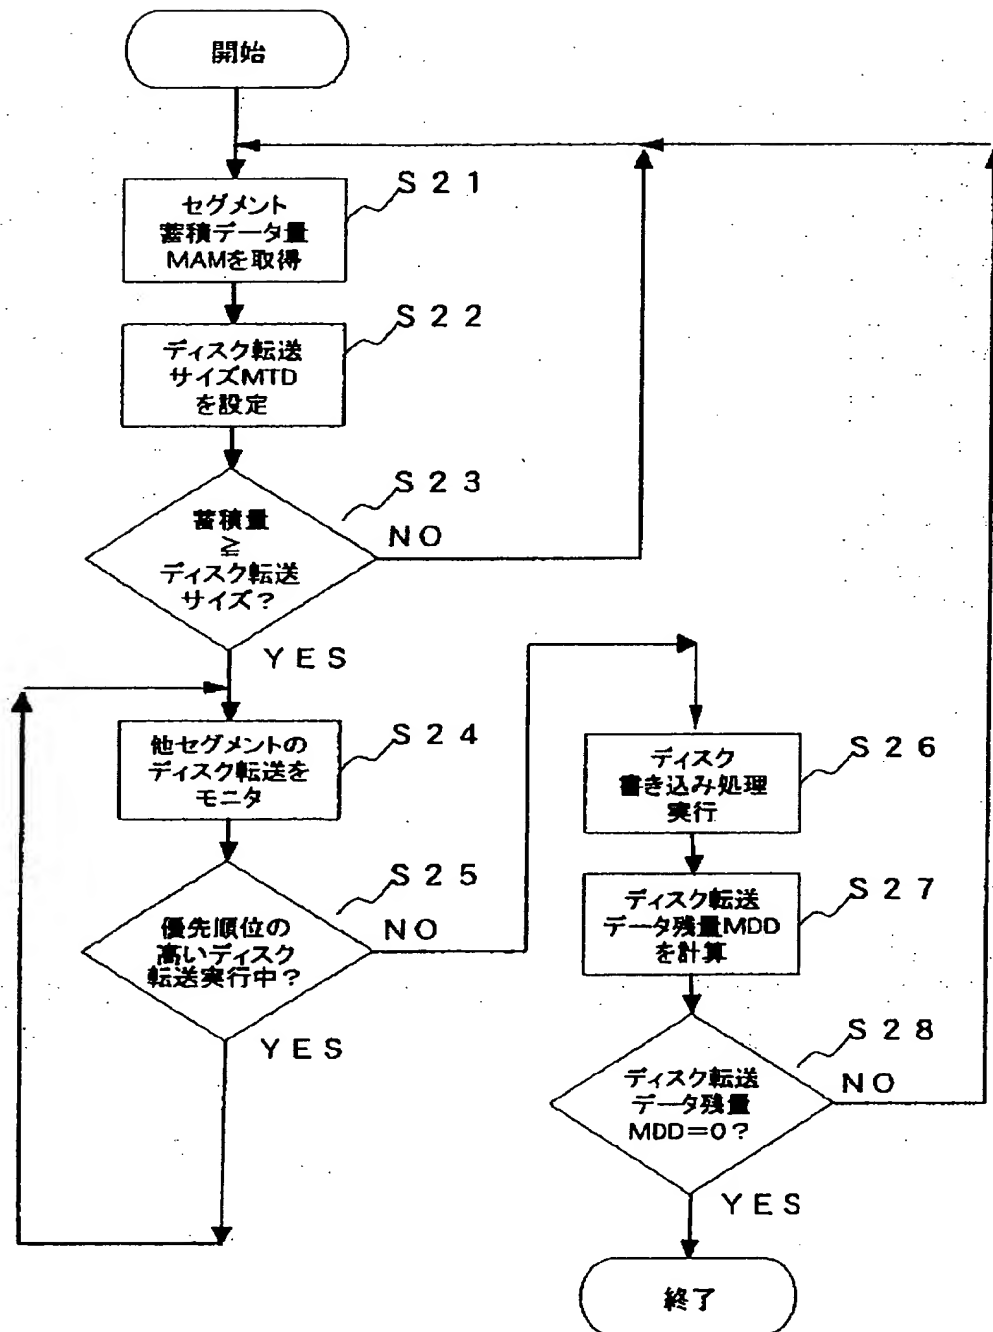 開始
S21
セグメント
蓄積データ量
MAMを取得
S22
ディスク転送
サイズMTD
を設定
S23
蓄積量
≧
ディスク転送
サイズ?
NO
YES
S24
他セグメントの
ディスク転送を
モニタ
S25
優先順位の
高いディスク
転送実行中?
NO
YES
S26
ディスク
書き込み処理
実行
S27
ディスク転送
データ残量MDD
を計算
S28
ディスク転送
データ残量
MDD=0?
NO
YES
終了